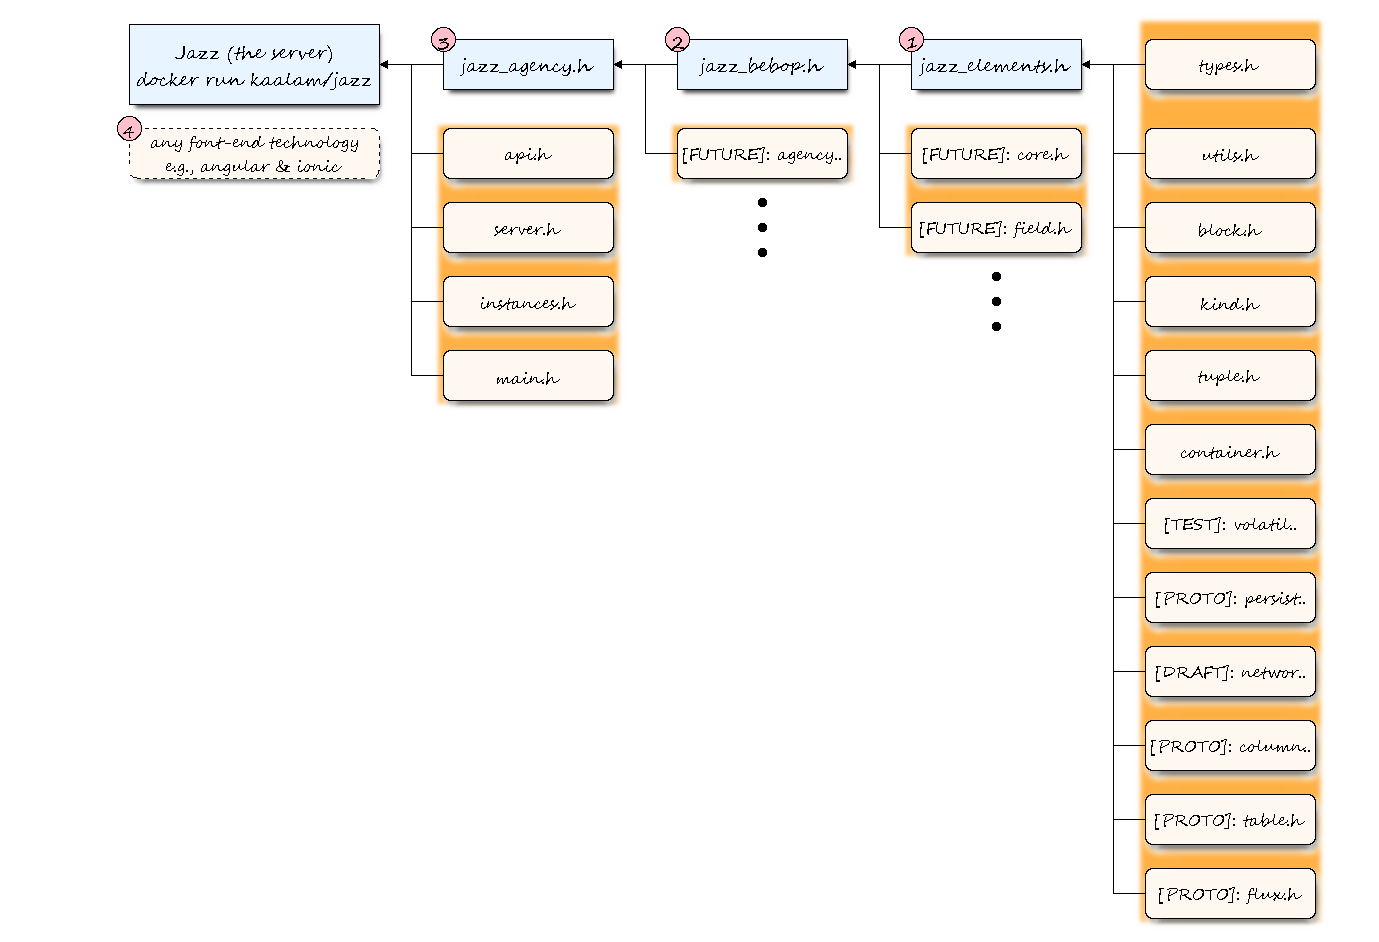 Jazz (the server)
docker run kaalam/jazz
4
any font-end technology
e.g., angular & ionic
3
jazz_agency.h
api.h
server.h
instances.h
main.h
2
jazz_bebop.h
[FUTURE]: agency..
1
jazz_elements.h
[FUTURE]: core.h
[FUTURE]: field.h
types.h
utils.h
block.h
kind.h
tuple.h
container.h
[TEST]: volatil..
[PROTO]: persist..
[DRAFT]: networ..
[PROTO]: column..
[PROTO]: table.h
[PROTO]: flux.h